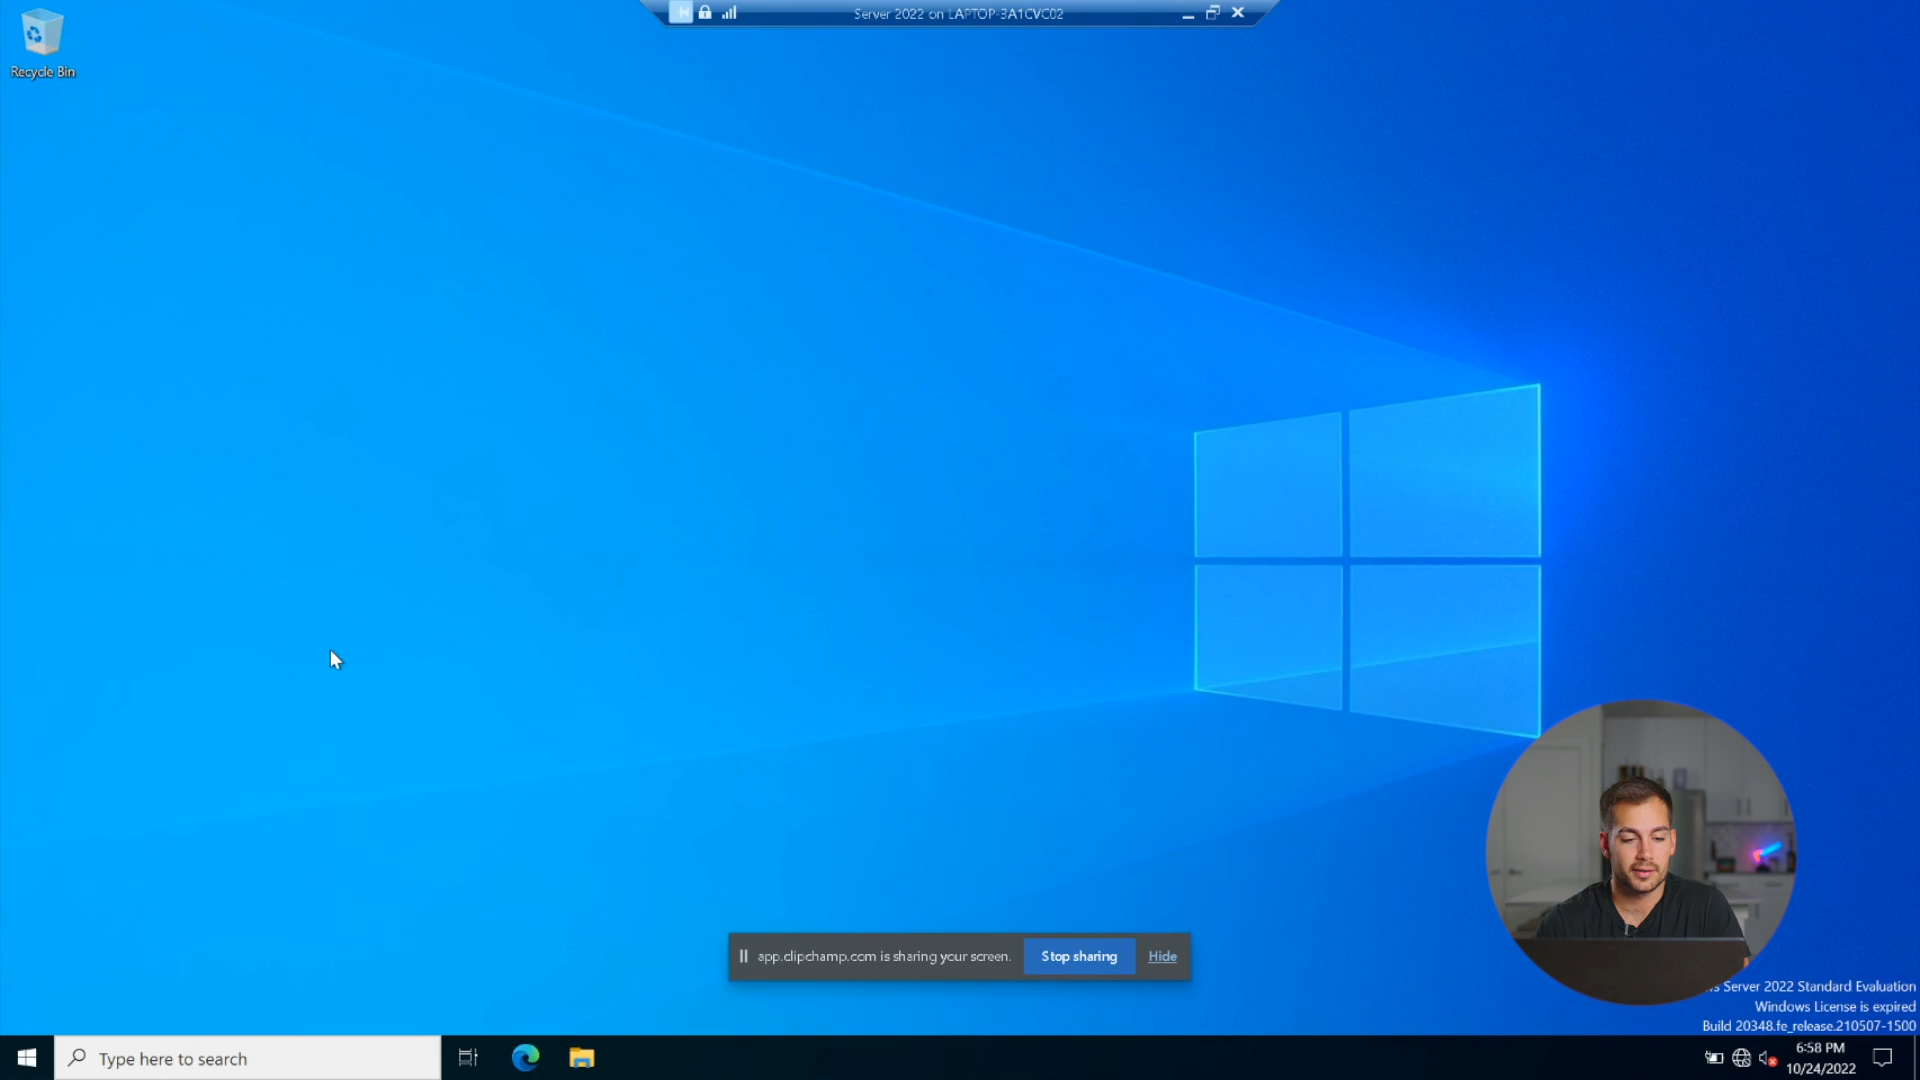 Server 2022 on LAPTOP-3A1CVC02
Recycle Bin
app.clipchamp.com is sharing your screen.
Stop sharing
Hide
Server 2022 Standard Evaluation
Windows License is expired
Build 20348.fe_release.210507-1500
Type here to search
6:58 PM
10/24/2022